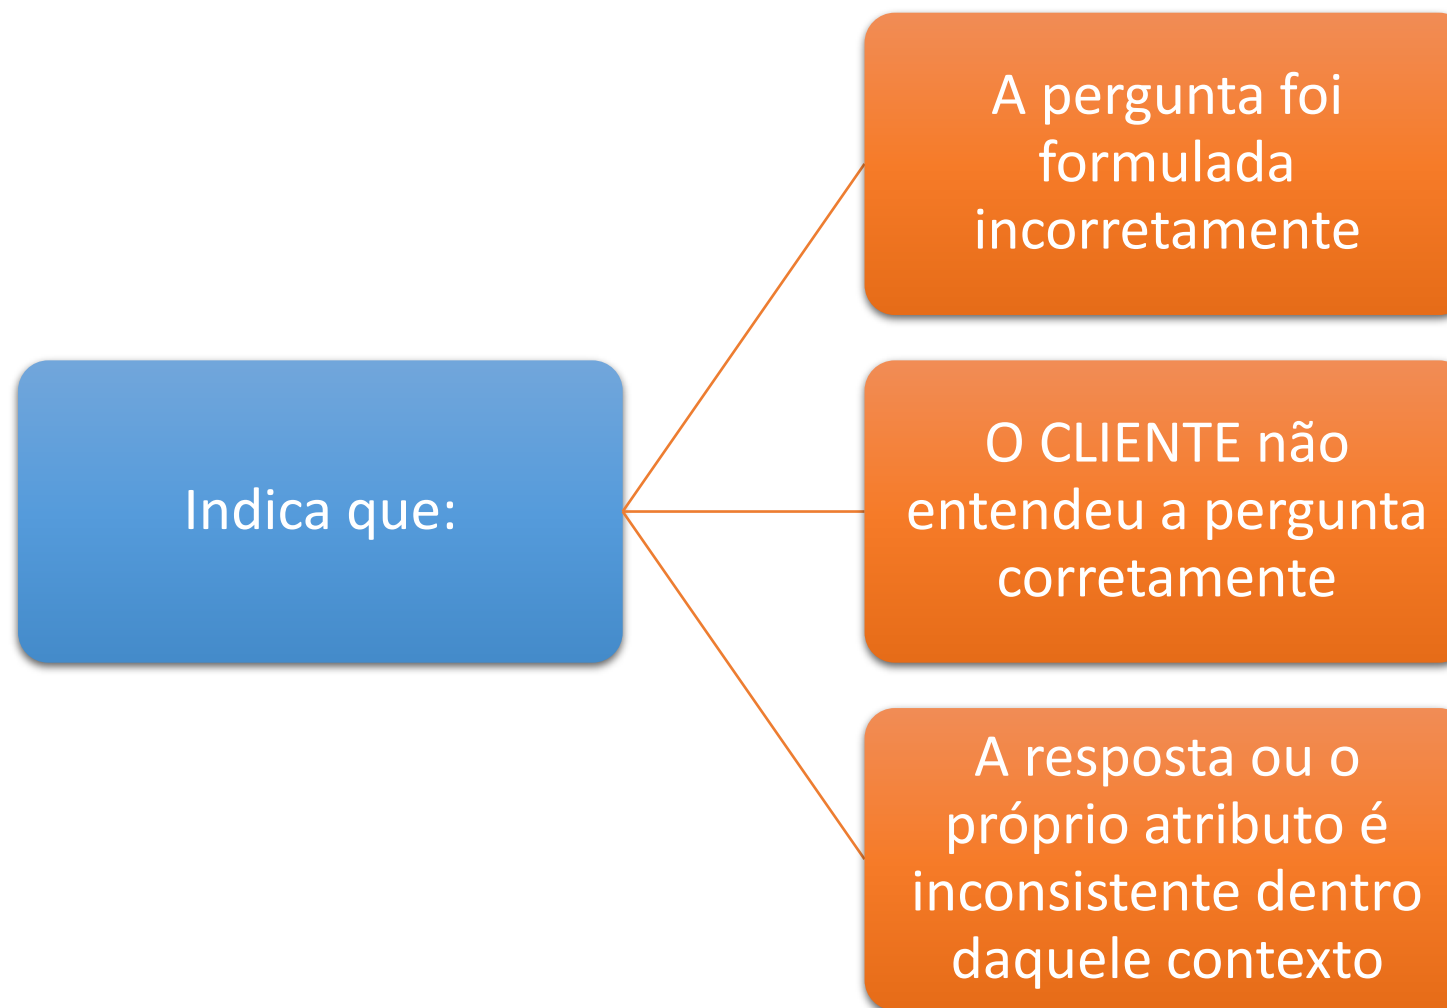 Indica que:
A pergunta foi
formulada
incorretamente
O CLIENTE não
entendeu a pergunta
corretamente
A resposta ou o
próprio atributo é
inconsistente dentro
daquele contexto